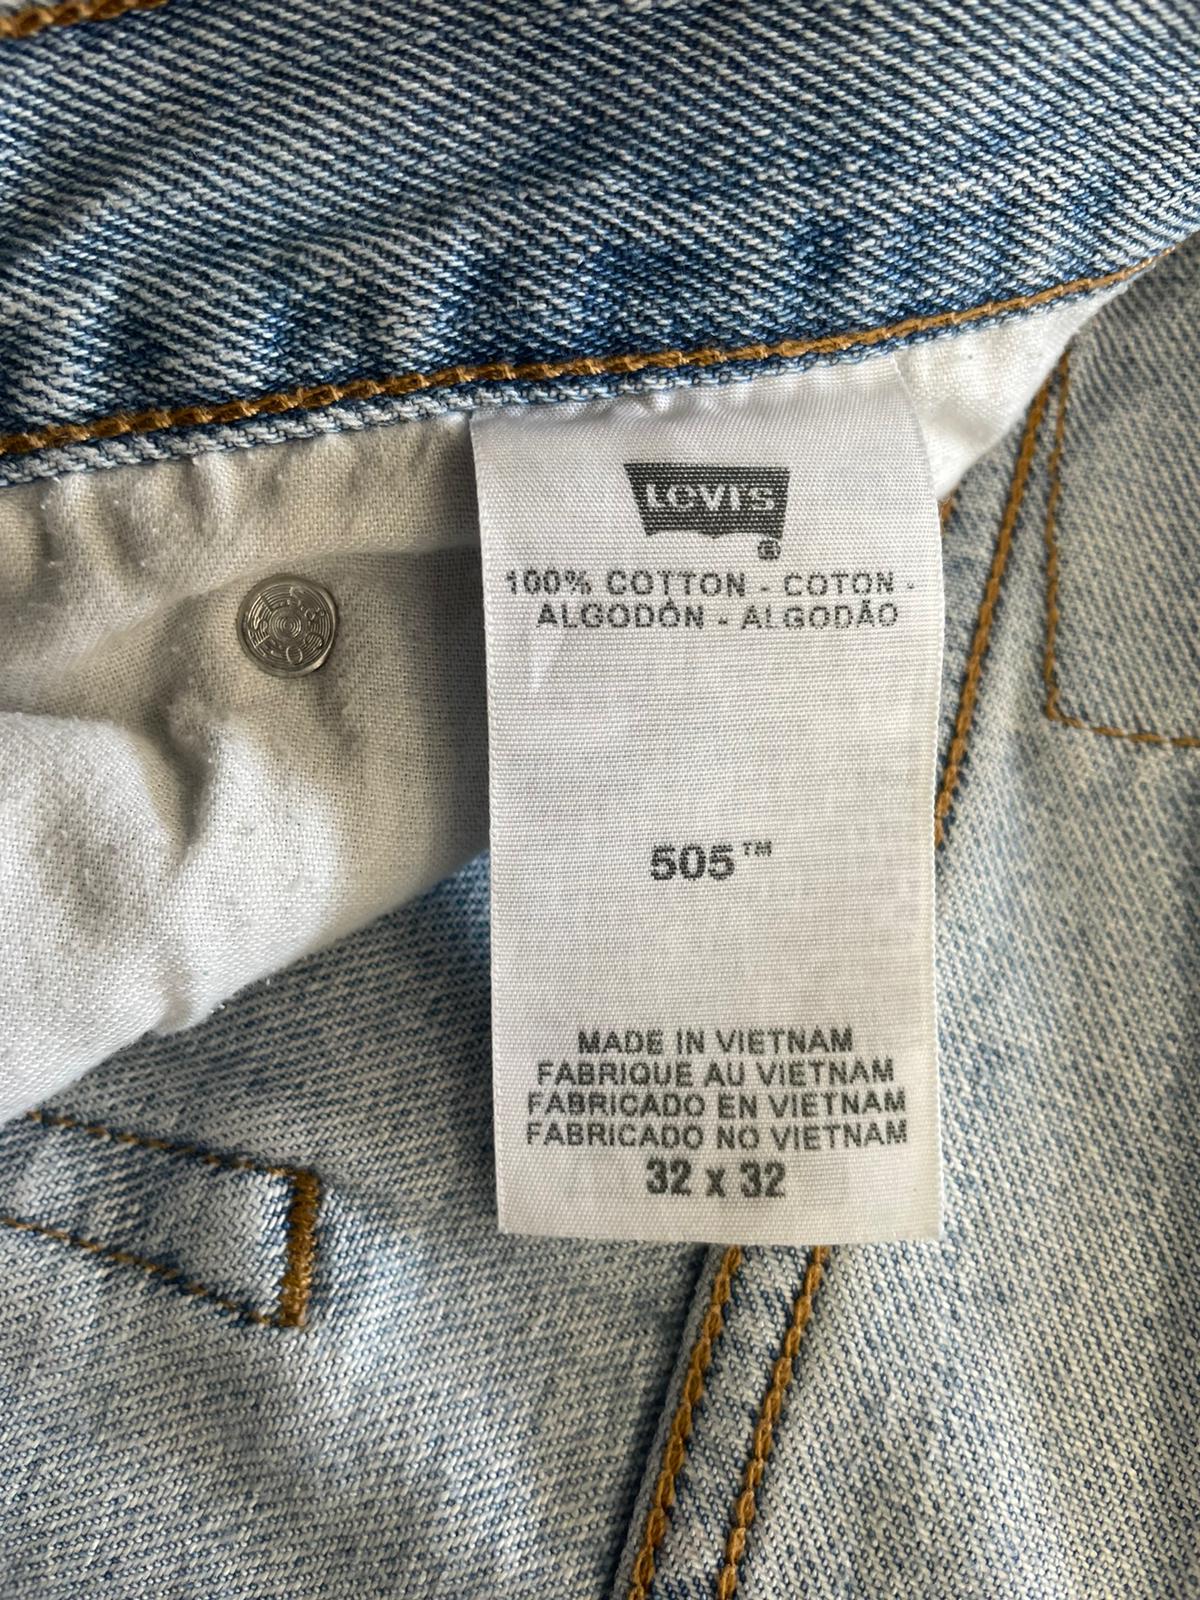 LEVI'S
®
100% COTTON - COTON -
ALGODÓN - ALGODÃO
505™
MADE IN VIETNAM
FABRIQUE AU VIETNAM
FABRICADO EN VIETNAM
FABRICADO NO VIETNAM
32 x 32